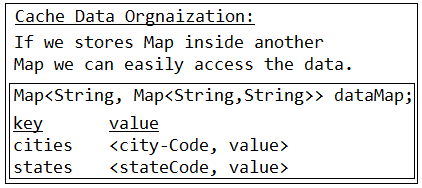 Cache Data Orgnaization:
If we stores Map inside another
Map we can easily access the data.
Map<String, Map<String,String>> dataMap;
key value
cities <city-Code, value>
states <stateCode, value>